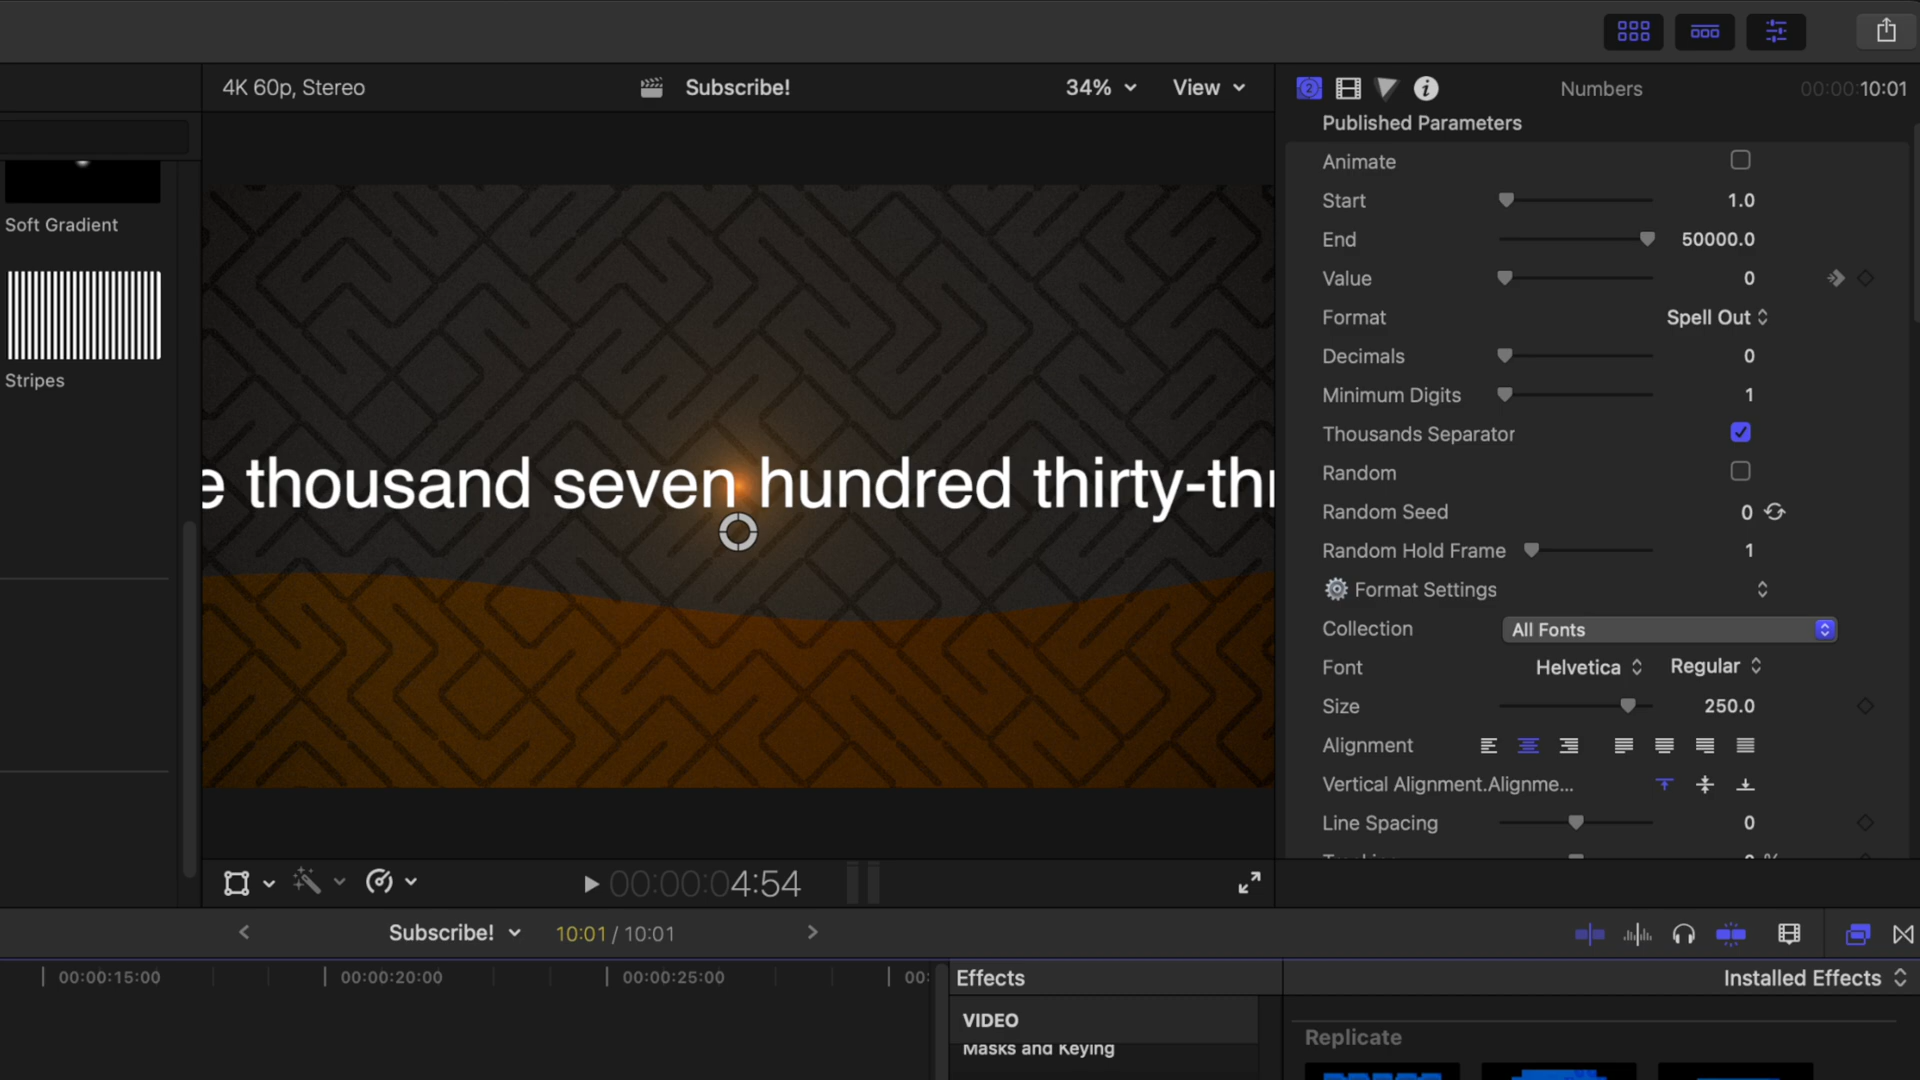 4K 60p, Stereo
Subscribe!
34%
View
Numbers
00:00:10:01
Published Parameters
Soft Gradient
Stripes
e thousand seven hundred thirty-thr
Animate
Start 1.0
End 50000.0
Value 0
Format Spell Out
Decimals 0
Minimum Digits 1
Thousands Separator
Random
Random Seed 0
Random Hold Frame 1
Format Settings
Collection All Fonts
Font Helvetica Regular
Size 250.0
Alignment
Vertical Alignment.Alignme...
Line Spacing 0
00:00:04:54
Subscribe!
10:01 / 10:01
00:00:15:00
00:00:20:00
00:00:25:00
00:
Effects
Installed Effects
VIDEO
Masks and Keying
Replicate